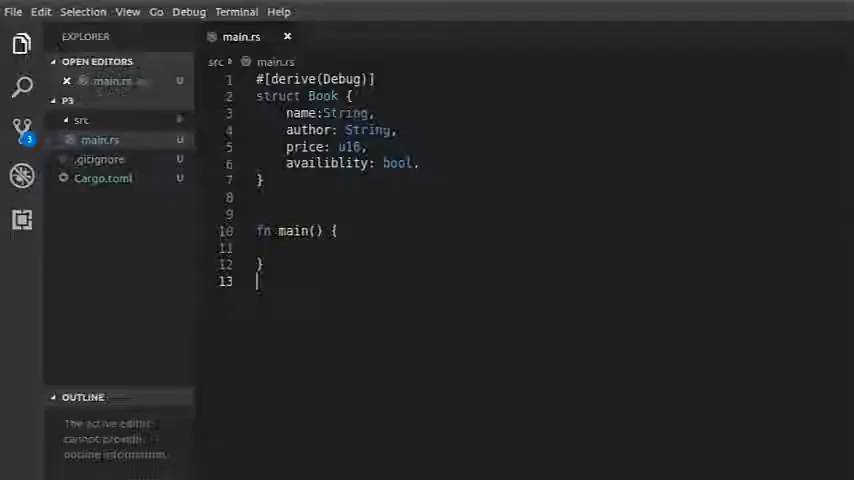 File Edit Selection View Go Debug Terminal Help
EXPLORER
OPEN EDITORS
main.rs U
P3
src
main.rs U
.gitignore U
Cargo.toml U
OUTLINE
The active editor
cannot provide
outline information.
3
main.rs
src main.rs
1 #[derive(Debug)]
2 struct Book {
3 name:String,
4 author: String,
5 price: u16,
6 availiblity: bool,
7 }
8
9
10 fn main() {
11
12 }
13